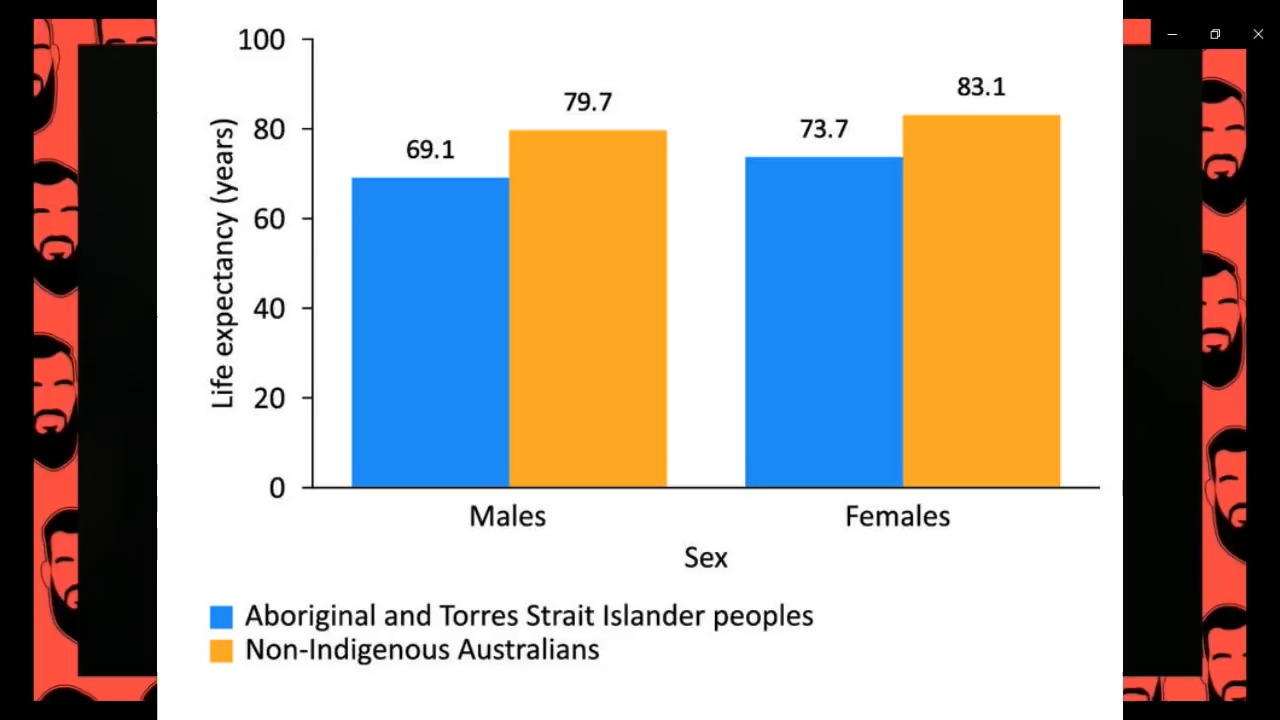 100
80
60
40
20
0
Life expectancy (years)
69.1
79.7
73.7
83.1
Males
Females
Sex
Aboriginal and Torres Strait Islander peoples
Non-Indigenous Australians